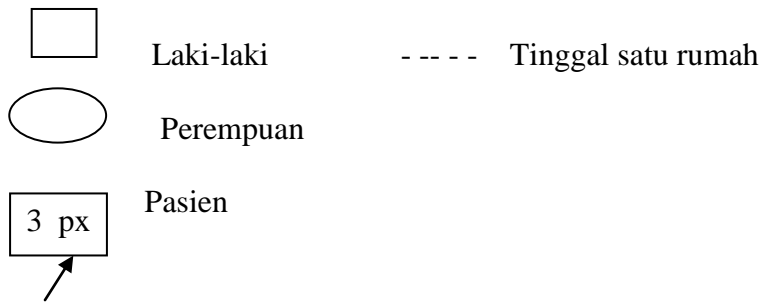 Laki-laki - -- - - Tinggal satu rumah
Perempuan
Pasien
3 px